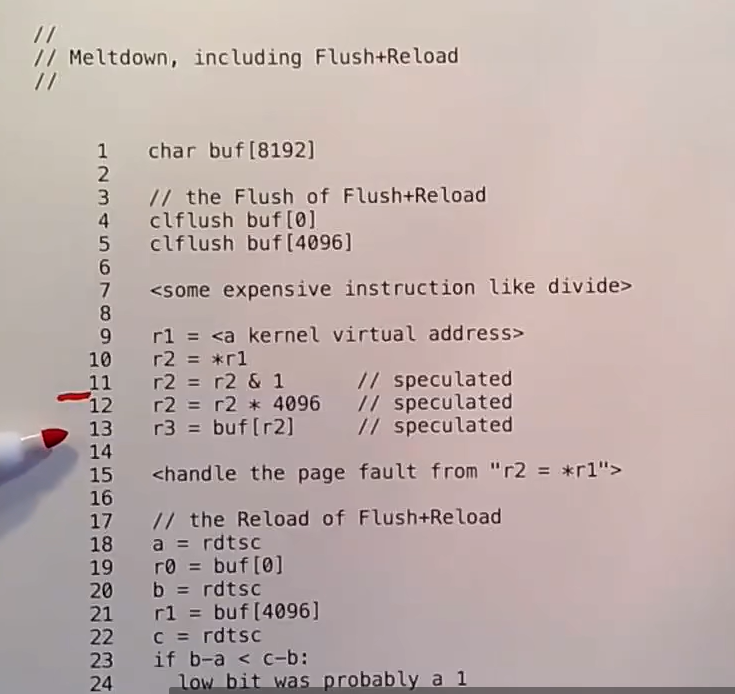 //
// Meltdown, including Flush+Reload
//
1 char buf[8192]
2
3 // the Flush of Flush+Reload
4 clflush buf[0]
5 clflush buf[4096]
6
7 <some expensive instruction like divide>
8
9 r1 = <a kernel virtual address>
10 r2 = *r1
11 r2 = r2 & 1 // speculated
12 r2 = r2 * 4096 // speculated
13 r3 = buf[r2] // speculated
14
15 <handle the page fault from "r2 = *r1">
16
17 // the Reload of Flush+Reload
18 a = rdtsc
19 r0 = buf[0]
20 b = rdtsc
21 r1 = buf[4096]
22 c = rdtsc
23 if b-a < c-b:
24 low bit was probably a 1